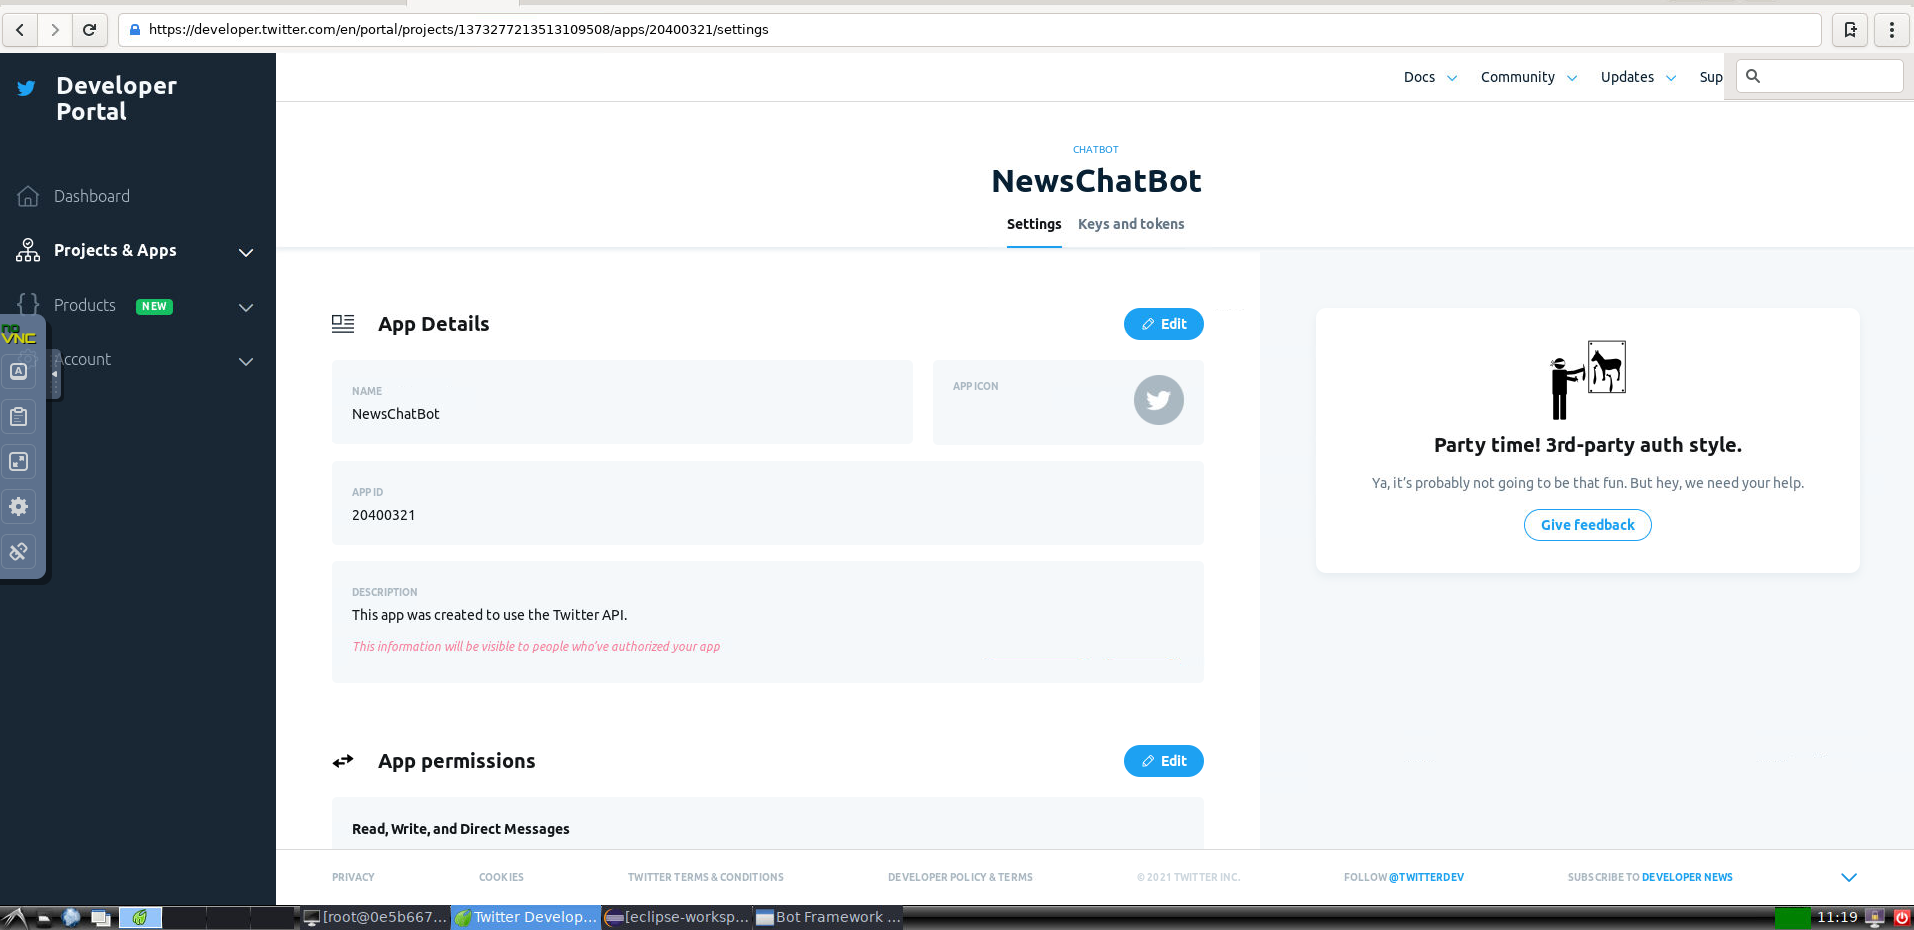 https://developer.twitter.com/en/portal/projects/1373277213513109508/apps/20400321/settings
Developer
Portal
Docs
Community
Updates
Sup
Dashboard
Projects & Apps
Products
NEW
Account
no
VNC
A
CHATBOT
NewsChatBot
Settings
Keys and tokens
App Details
Edit
NAME
NewsChatBot
APP ICON
APP ID
20400321
DESCRIPTION
This app was created to use the Twitter API.
This information will be visible to people who've authorized your app
Party time! 3rd-party auth style.
Ya, it's probably not going to be that fun. But hey, we need your help.
Give feedback
App permissions
Edit
Read, Write, and Direct Messages
PRIVACY
COOKIES
TWITTER TERMS & CONDITIONS
DEVELOPER POLICY & TERMS
© 2021 TWITTER INC.
FOLLOW @TWITTERDEV
SUBSCRIBE TO DEVELOPER NEWS
[root@0e5b667...
Twitter Develop...
[eclipse-worksp...
Bot Framework ...
11:19